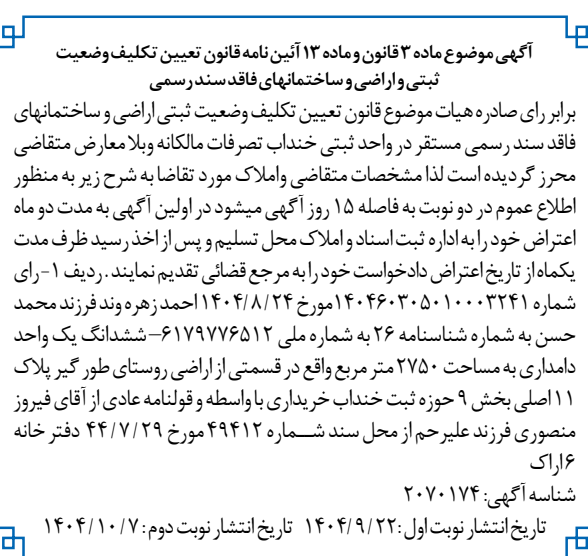 آگهی موضوع ماده ۳ قانون و ماده ۱۳ آئین نامه قانون تعیین تکلیف وضعیت
ثبتی و اراضی و ساختمانهای فاقد سند رسمی
برابر رای صادره هیات موضوع قانون تعیین تکلیف وضعیت ثبتی اراضی و ساختمانهای
فاقد سند رسمی مستقر در واحد ثبتی خنداب تصرفات مالکانه وبلا معارض متقاضی
محرز گردیده است لذا مشخصات متقاضی واملاک مورد تقاضا به شرح زیر به منظور
اطلاع عموم در دو نوبت به فاصله ۱۵ روز آگهی میشود در اولین آگهی به مدت دو ماه
اعتراض خود را به اداره ثبت اسناد و املاک محل تسلیم و پس از اخذ رسید ظرف مدت
یکماه از تاریخ اعتراض دادخواست خود را به مرجع قضائی تقدیم نمایند. ردیف ۱-رای
شماره ۱۴۰۴۶۰۳۰۵۰۱۰۰۰۳۲۴۱مورخ ۱۴۰۴/۸/۲۴ احمد زهره وند فرزند محمد
حسن به شماره شناسنامه ۲۶ به شماره ملی ۶۱۷۹۷۷۶۵۱۲– ششدانگ یک واحد
دامداری به مساحت ۲۷۵۰ متر مربع واقع در قسمتی از اراضی روستای طور گیر پلاک
۱۱ اصلی بخش ۹ حوزه ثبت خنداب خریداری با واسطه و قولنامه عادی از آقای فیروز
منصوری فرزند علیرحم از محل سند شـــماره ۴۹۴۱۲ مورخ ۴۴/۷/۲۹ دفتر خانه
۶اراک
شناسه آگهی: ۲۰۷۰۱۷۴
تاریخ انتشار نوبت اول :۱۴۰۴/۹/۲۲ تاریخ انتشار نوبت دوم: ۱۴۰۴/۱۰/۷